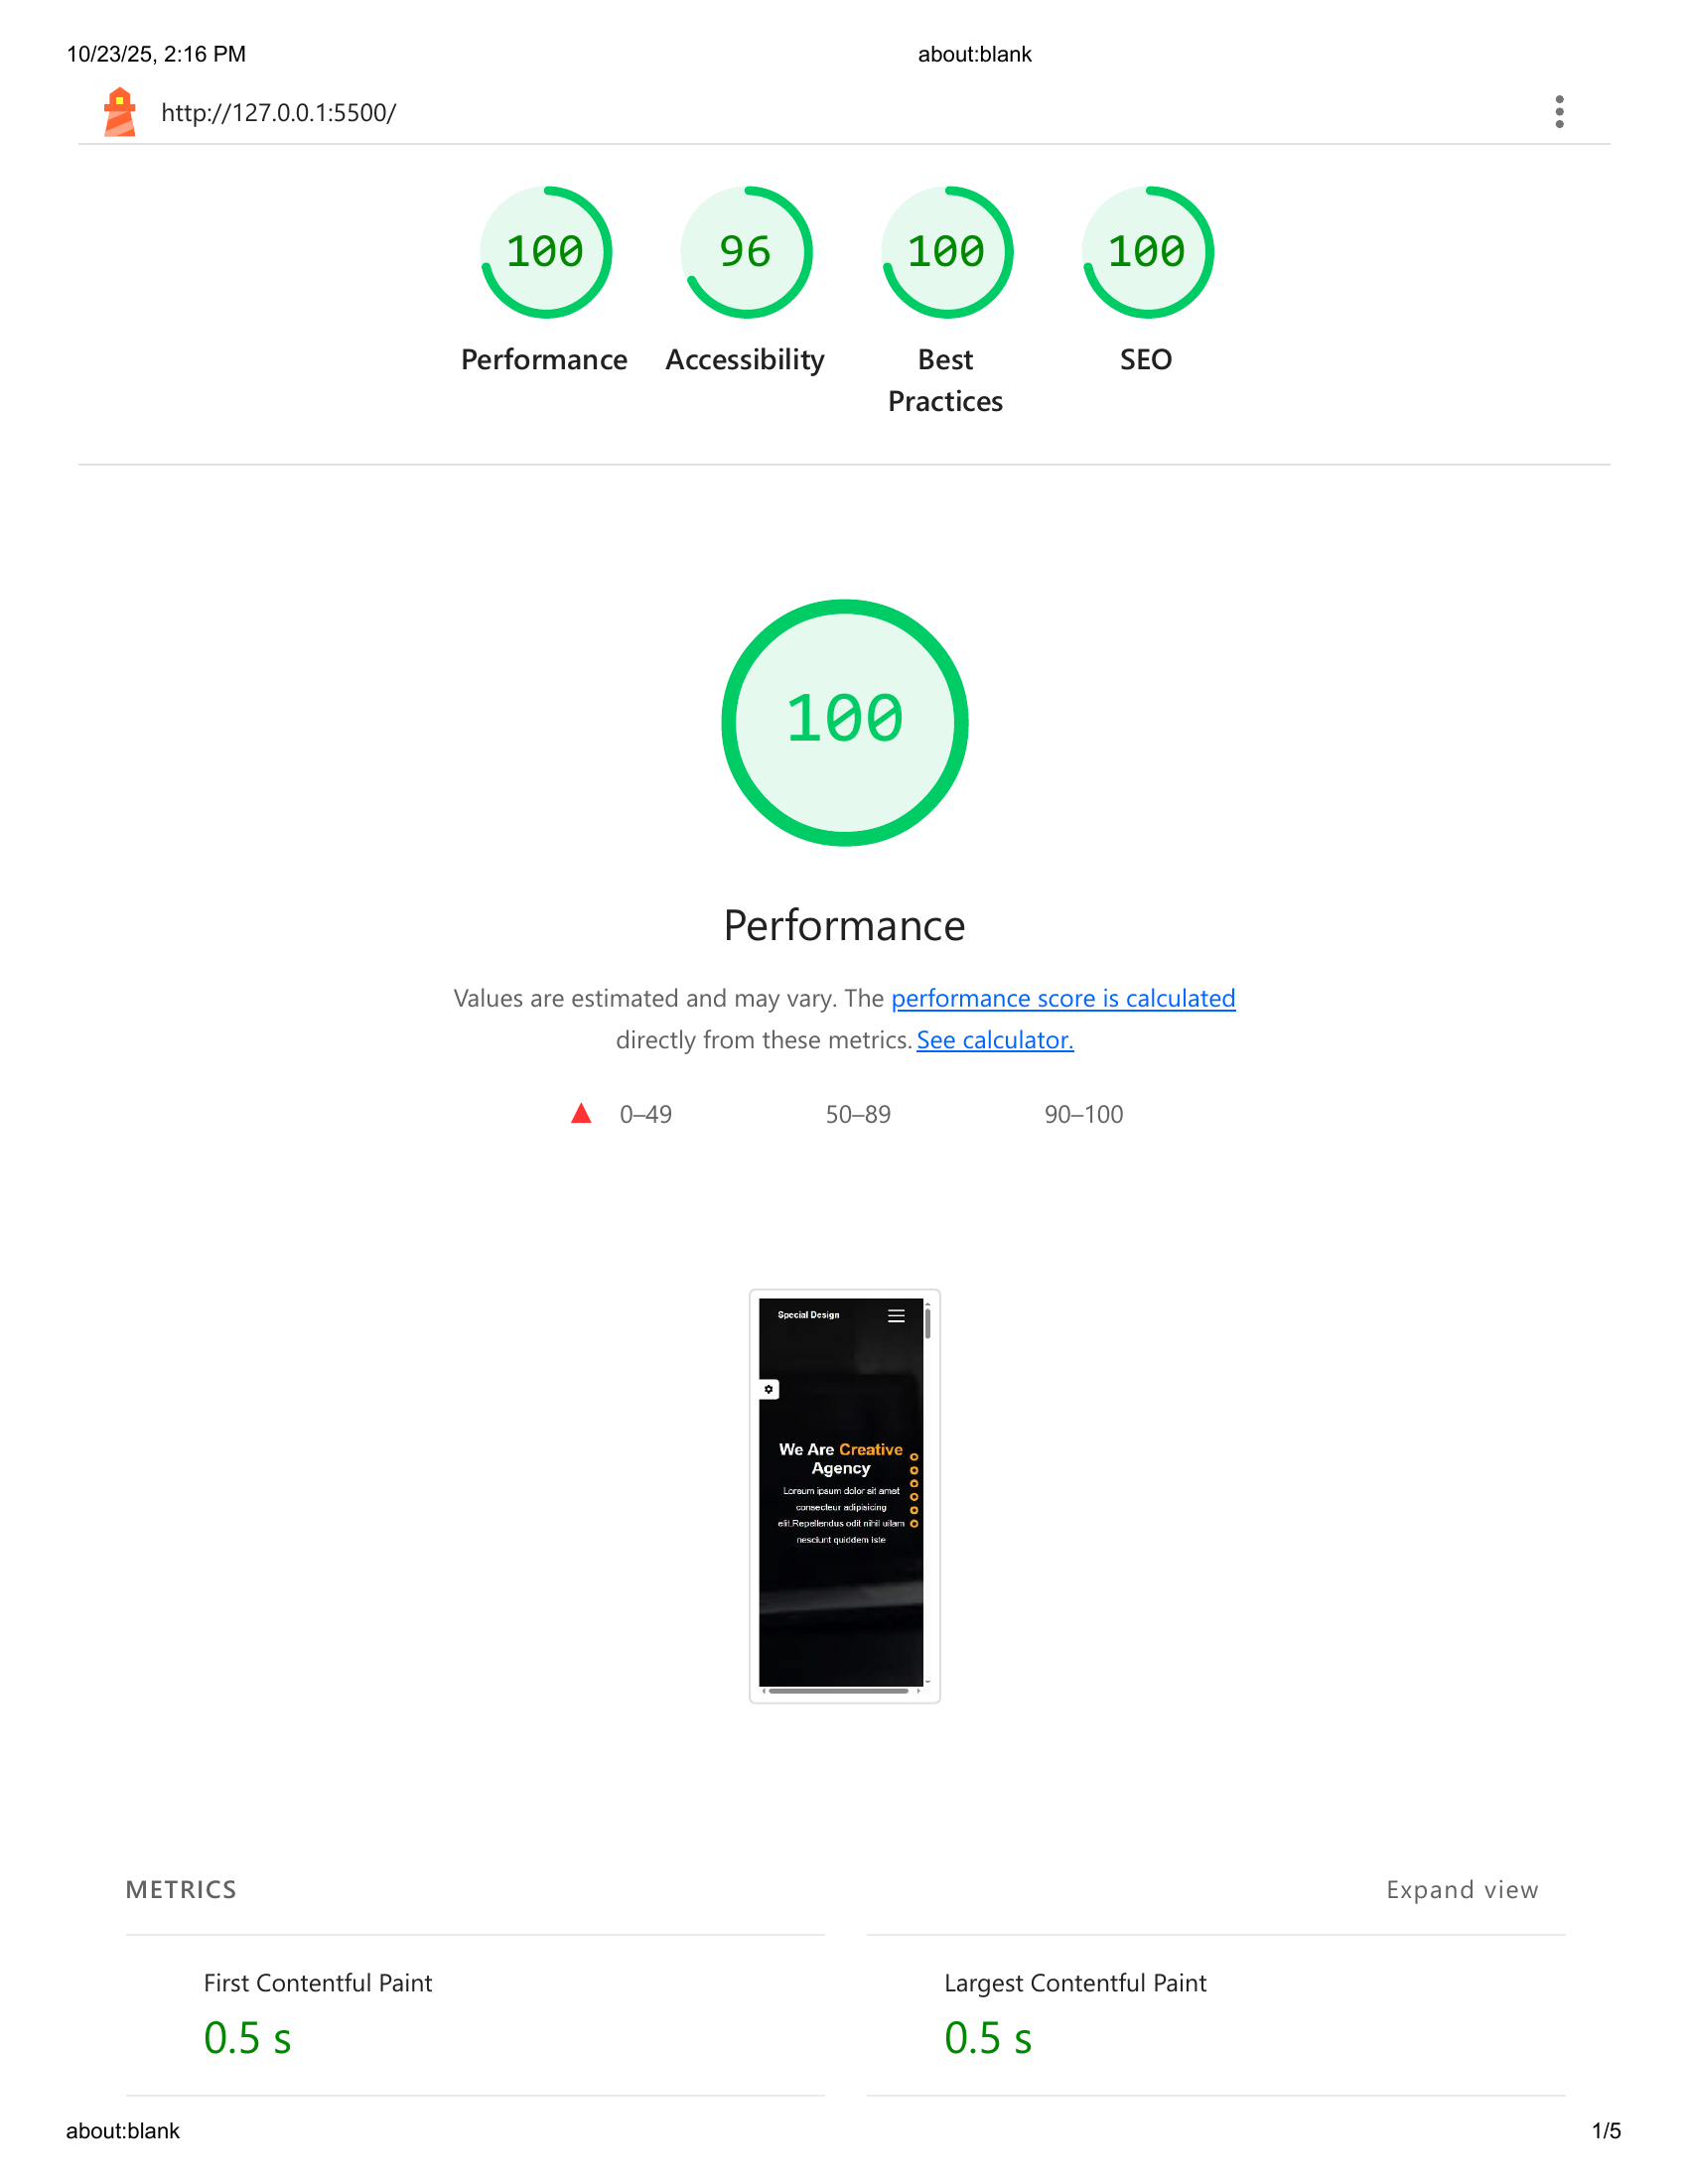 10/23/25, 2:16 PM about:blank
http://127.0.0.1:5500/
100 96 100 100
Performance Accessibility Best Practices SEO
100
Performance
Values are estimated and may vary. The performance score is calculated
directly from these metrics. See calculator.
0–49 50–89 90–100
Special Design
We Are Creative
Agency
Loreum ipsum dolor sit amet
consecteur adipisicing
elit.Repellendus odit nihil ullam
nesciunt quiddem iste
METRICS Expand view
First Contentful Paint Largest Contentful Paint
0.5 s 0.5 s
about:blank 1/5